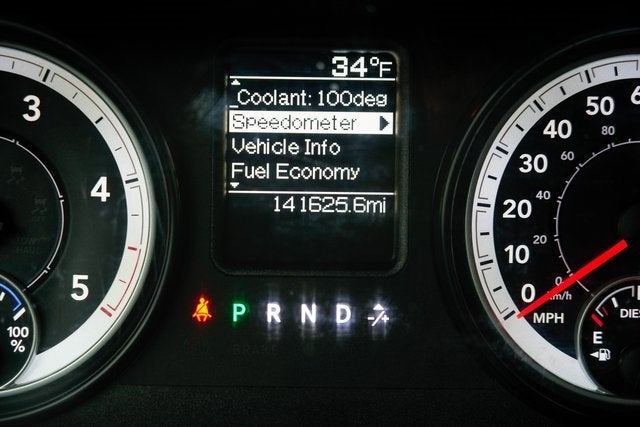 34°F
Coolant: 100deg
Speedometer
Vehicle Info
Fuel Economy
141625.6mi
P R N D -/+
3
4
5
100
%
50
40
30
20
10
0
MPH
80
60
40
20
0
km/h
E